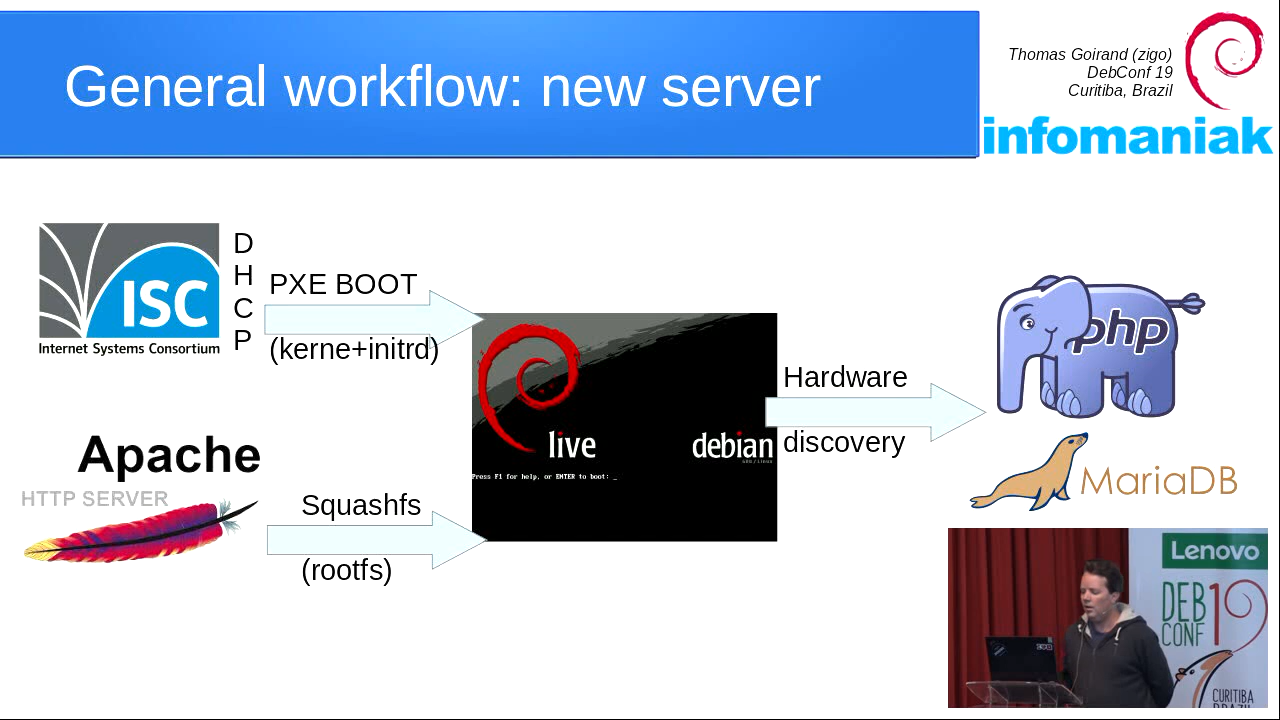 General workflow: new server
Thomas Goirand (zigo)
DebConf 19
Curitiba, Brazil
infomaniak
ISC
Internet Systems Consortium
D
H
C
P
PXE BOOT
(kerne+initrd)
Apache
HTTP SERVER
Squashfs
(rootfs)
live
debian
Press F1 for help, or ENTER to boot: _
Hardware
discovery
php
MariaDB
Lenovo
DEB
CONF 19
CURITIBA
BRAZIL